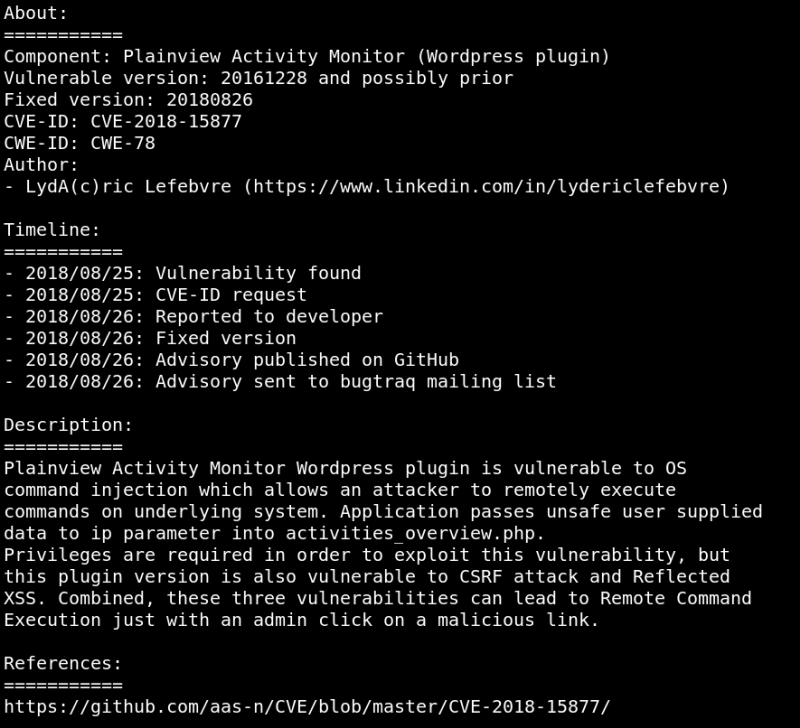 About:
===========
Component: Plainview Activity Monitor (Wordpress plugin)
Vulnerable version: 20161228 and possibly prior
Fixed version: 20180826
CVE-ID: CVE-2018-15877
CWE-ID: CWE-78
Author:
- LydA(c)ric Lefebvre (https://www.linkedin.com/in/lydericlefebvre)

Timeline:
===========
- 2018/08/25: Vulnerability found
- 2018/08/25: CVE-ID request
- 2018/08/26: Reported to developer
- 2018/08/26: Fixed version
- 2018/08/26: Advisory published on GitHub
- 2018/08/26: Advisory sent to bugtraq mailing list

Description:
===========
Plainview Activity Monitor Wordpress plugin is vulnerable to OS
command injection which allows an attacker to remotely execute
commands on underlying system. Application passes unsafe user supplied
data to ip parameter into activities_overview.php.
Privileges are required in order to exploit this vulnerability, but
this plugin version is also vulnerable to CSRF attack and Reflected
XSS. Combined, these three vulnerabilities can lead to Remote Command
Execution just with an admin click on a malicious link.

References:
===========
https://github.com/aas-n/CVE/blob/master/CVE-2018-15877/